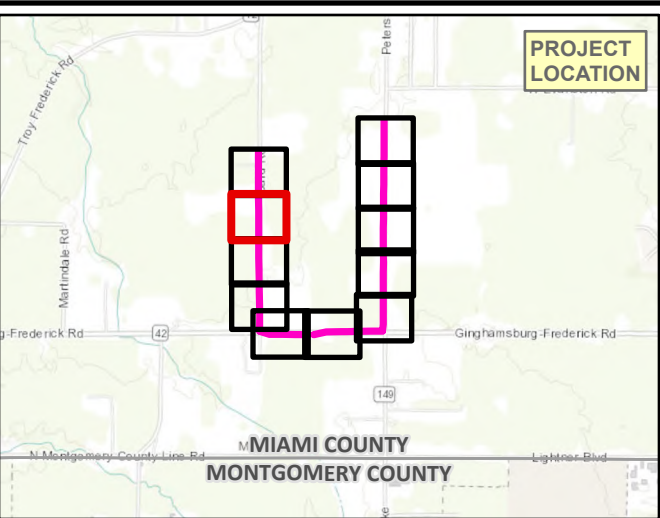 Peters
PROJECT
LOCATION
Troy Frederick Rd
Martindale Rd
g-Frederick Rd
42
Ginghamsburg-Frederick Rd
149
MIAMI COUNTY
N Montgomery County Line Rd
Lightner Blvd
MONTGOMERY COUNTY
ke